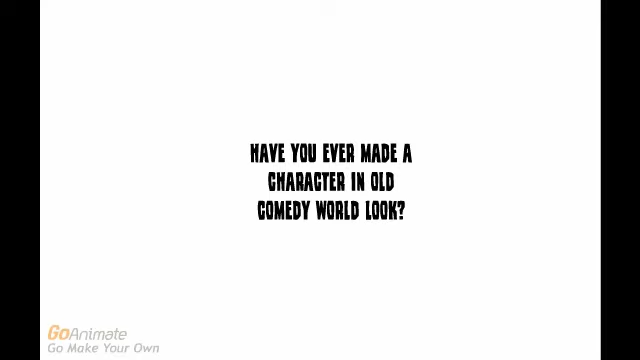 HAVE YOU EVER MADE A
CHARACTER IN OLD
COMEDY WORLD LOOK?
GoAnimate
Go Make Your Own